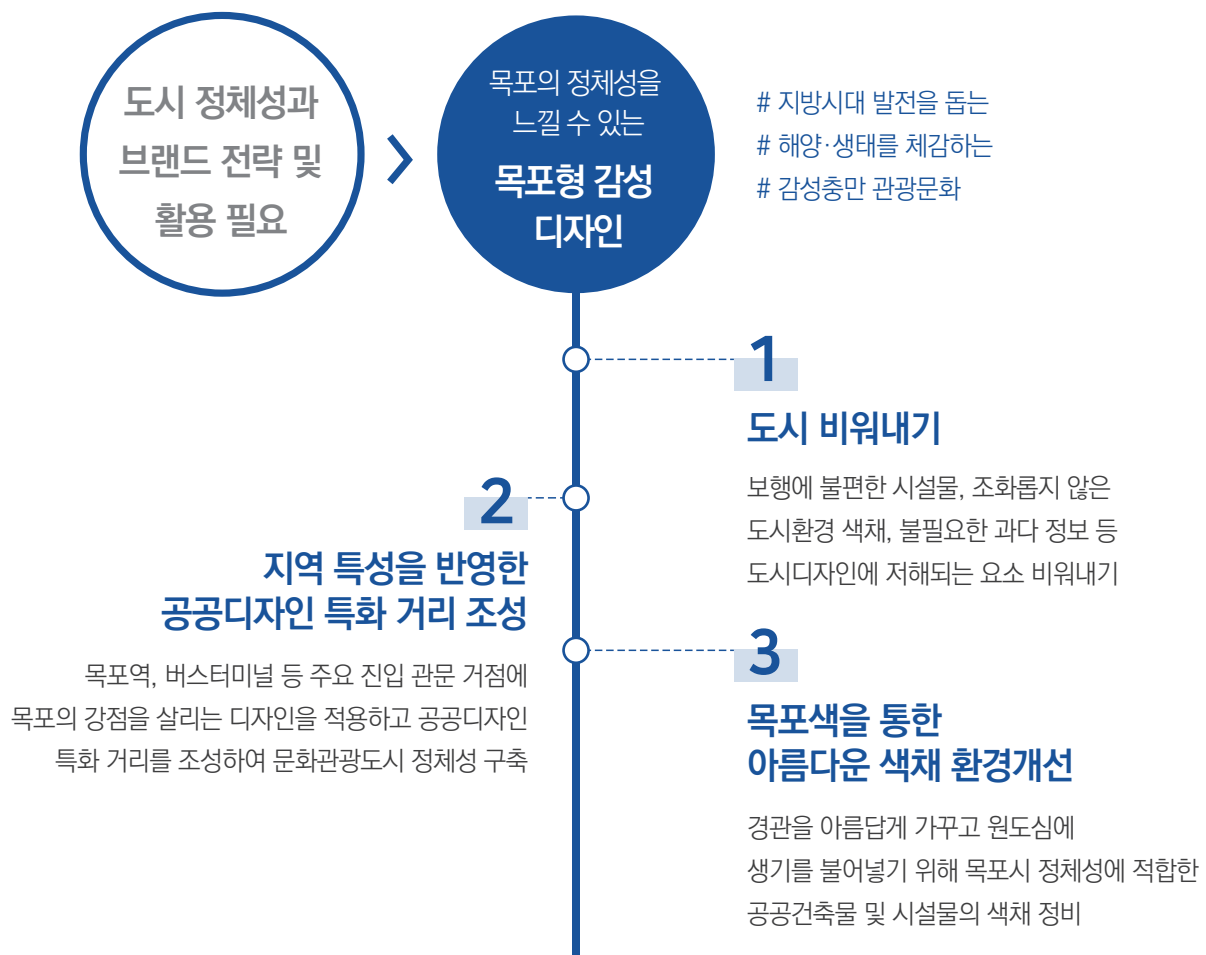 도시 정체성과
브랜드 전략 및
활용 필요
목포의 정체성을
느낄 수 있는
목포형 감성
디자인
# 지방시대 발전을 돕는
# 해양·생태를 체감하는
# 감성충만 관광문화
1
도시 비워내기
보행에 불편한 시설물, 조화롭지 않은
도시환경 색채, 불필요한 과다 정보 등
도시디자인에 저해되는 요소 비워내기
2
지역 특성을 반영한
공공디자인 특화 거리 조성
목포역, 버스터미널 등 주요 진입 관문 거점에
목포의 강점을 살리는 디자인을 적용하고 공공디자인
특화 거리를 조성하여 문화관광도시 정체성 구축
3
목포색을 통한
아름다운 색채 환경개선
경관을 아름답게 가꾸고 원도심에
생기를 불어넣기 위해 목포시 정체성에 적합한
공공건축물 및 시설물의 색채 정비